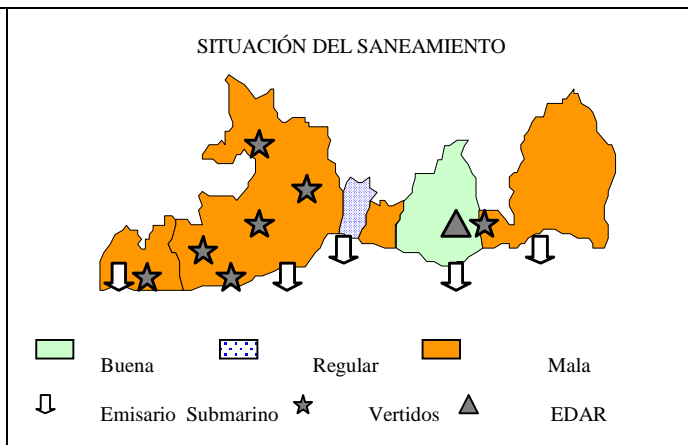 SITUACIÓN DEL SANEAMIENTO
Buena Regular Mala
Emisario Submarino Vertidos EDAR